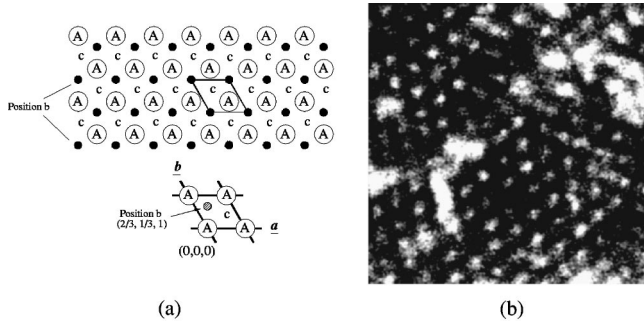 A A A A A A A
c c c c c c c
A A A A A A A
c c c c c c c
Position b
A A A A A A A
c c c c c c c
A A A A A A A
b
A A
Position b
(2/3, 1/3, 1)
c
A A
a
(0,0,0)
(a)
(b)